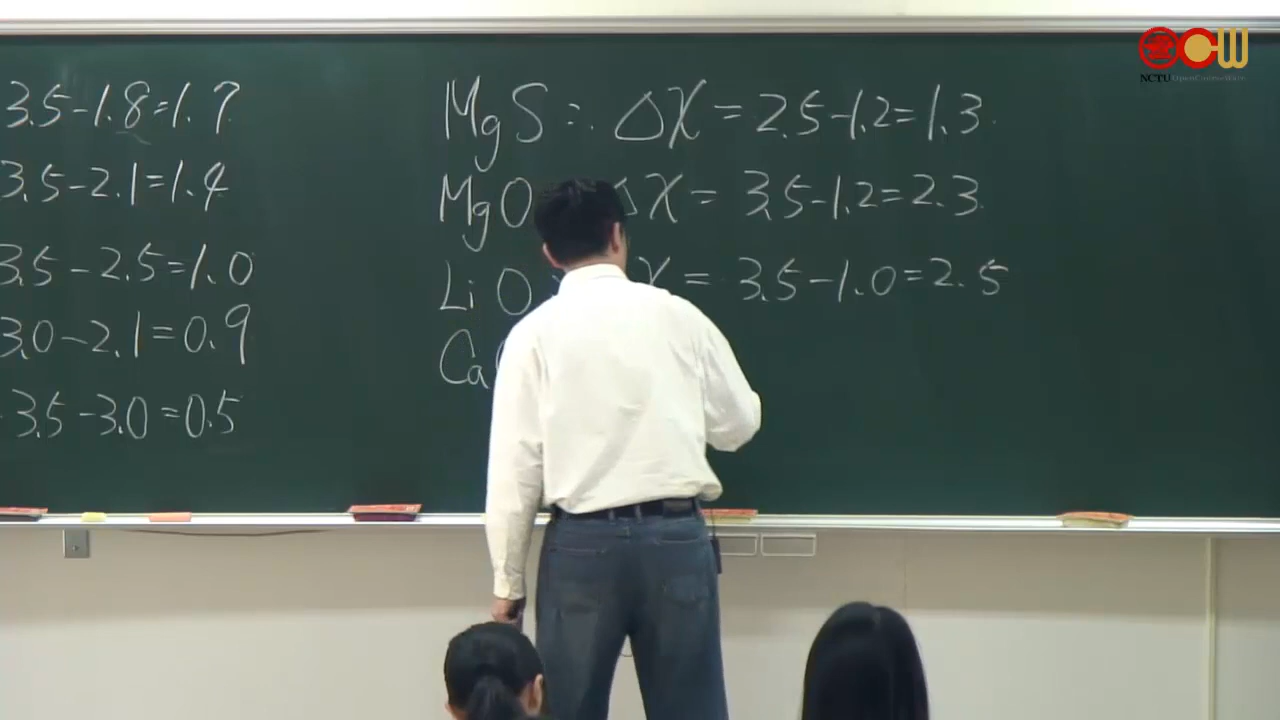 NCTU OpenCourseWare
3.5-1.8=1.7
3.5-2.1=1.4
3.5-2.5=1.0
3.0-2.1=0.9
3.5-3.0=0.5
MgS: ΔX=2.5-1.2=1.3
MgO ΔX=3.5-1.2=2.3
LiO X=3.5-1.0=2.5
Ca